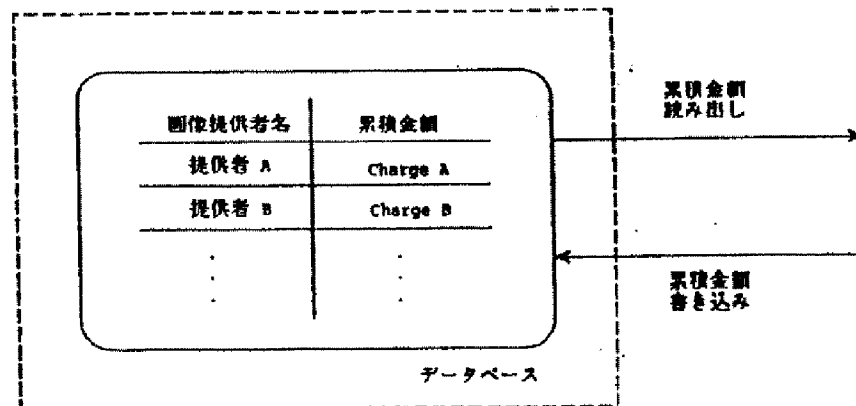 画像提供者名 累積金額
提供者 A Charge A
提供者 B Charge B
累積金額
読み出し
累積金額
書き込み
データベース